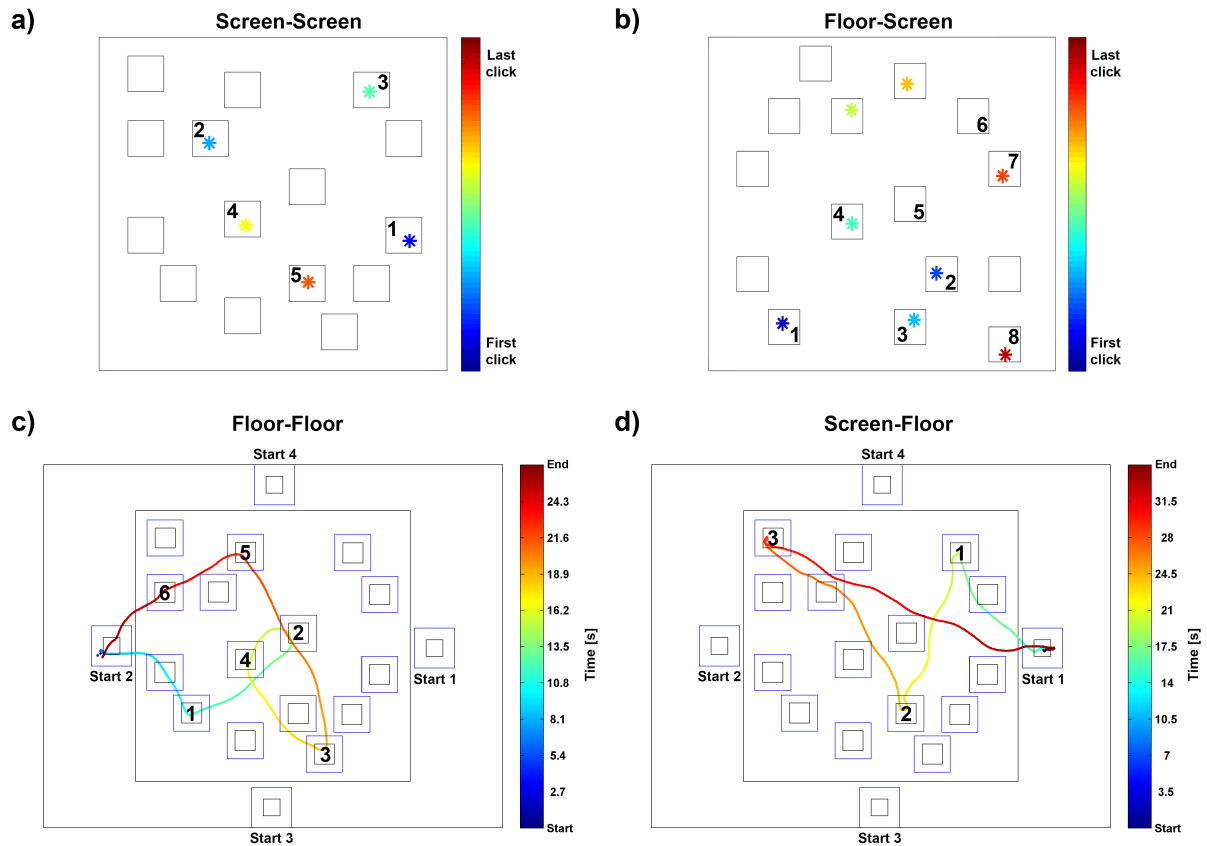 a)
Screen-Screen
3
2
4
1
5
Last
click
First
click
b)
Floor-Screen
6
7
4
5
2
1
3
8
Last
click
First
click
c)
Floor-Floor
Start 4
5
6
2
4
Start 2
Start 1
1
3
Start 3
End
24.3
21.6
18.9
16.2
13.5
10.8
8.1
5.4
2.7
Start
Time [s]
d)
Screen-Floor
Start 4
3
1
Start 2
Start 1
2
Start 3
End
31.5
28
24.5
21
17.5
14
10.5
7
3.5
Start
Time [s]